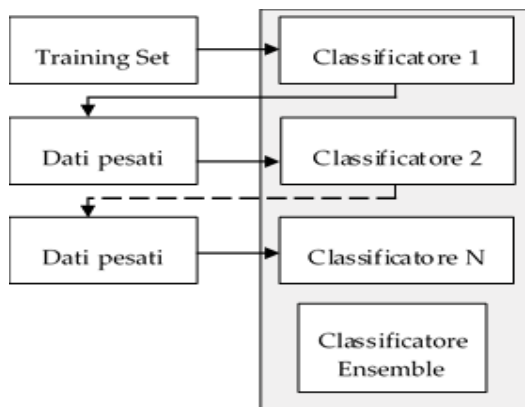 Training Set
Classificatore 1
Dati pesati
Classificatore 2
Dati pesati
Classificatore N
Classificatore
Ensemble